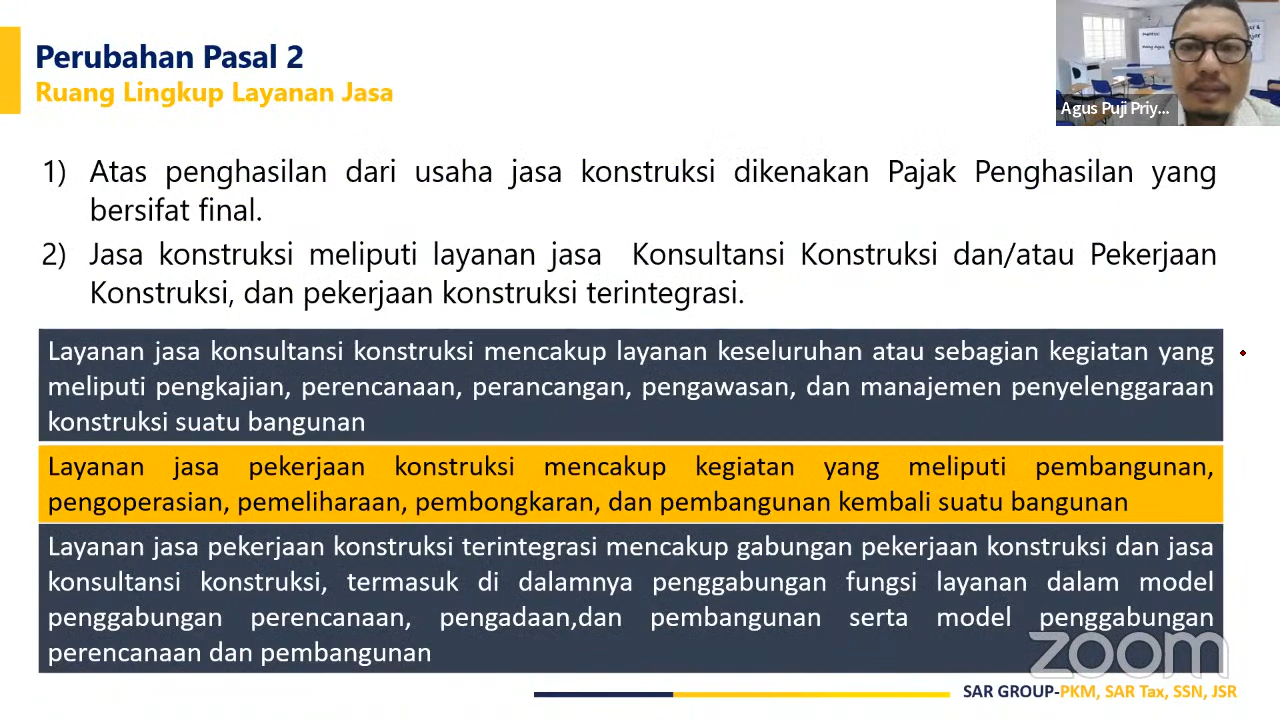 Perubahan Pasal 2
Ruang Lingkup Layanan Jasa
Agus Puji Priy...
1) Atas penghasilan dari usaha jasa konstruksi dikenakan Pajak Penghasilan yang
bersifat final.
2) Jasa konstruksi meliputi layanan jasa Konsultansi Konstruksi dan/atau Pekerjaan
Konstruksi, dan pekerjaan konstruksi terintegrasi.
Layanan jasa konsultansi konstruksi mencakup layanan keseluruhan atau sebagian kegiatan yang
meliputi pengkajian, perencanaan, perancangan, pengawasan, dan manajemen penyelenggaraan
konstruksi suatu bangunan
Layanan jasa pekerjaan konstruksi mencakup kegiatan yang meliputi pembangunan,
pengoperasian, pemeliharaan, pembongkaran, dan pembangunan kembali suatu bangunan
Layanan jasa pekerjaan konstruksi terintegrasi mencakup gabungan pekerjaan konstruksi dan jasa
konsultansi konstruksi, termasuk di dalamnya penggabungan fungsi layanan dalam model
penggabungan perencanaan, pengadaan,dan pembangunan serta model penggabungan
perencanaan dan pembangunan
zoom
SAR GROUP-PKM, SAR Tax, SSN, JSR